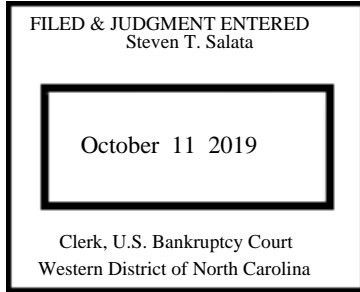 FILED & JUDGMENT ENTERED
Steven T. Salata
October 11 2019
Clerk, U.S. Bankruptcy Court
Western District of North Carolina